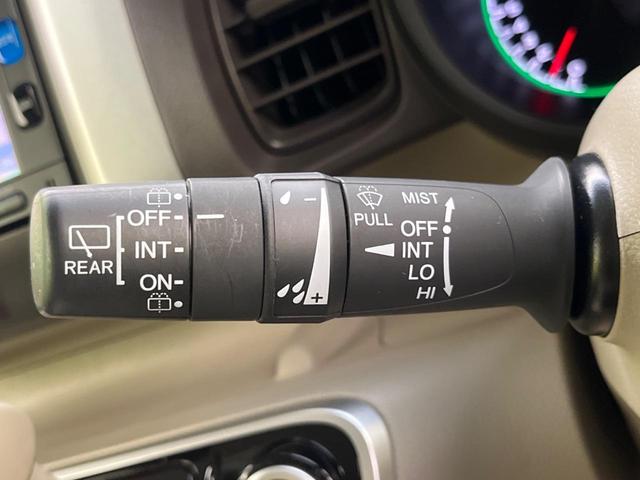 OFF
INT
ON
REAR
−
+
PULL
MIST
OFF
INT
LO
HI